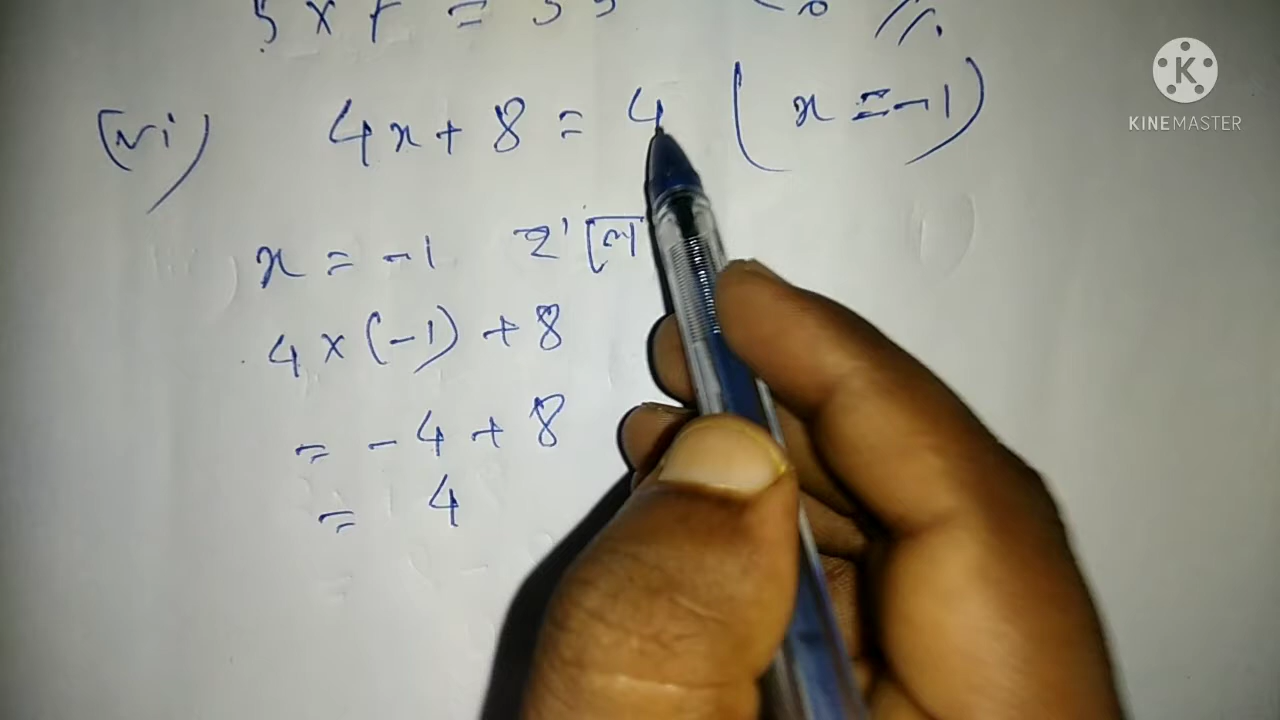 (vi) 4x + 8 = 4 (x = -1)
KINEMASTER
x = -1
4 × (-1) + 8
= -4 + 8
= 4